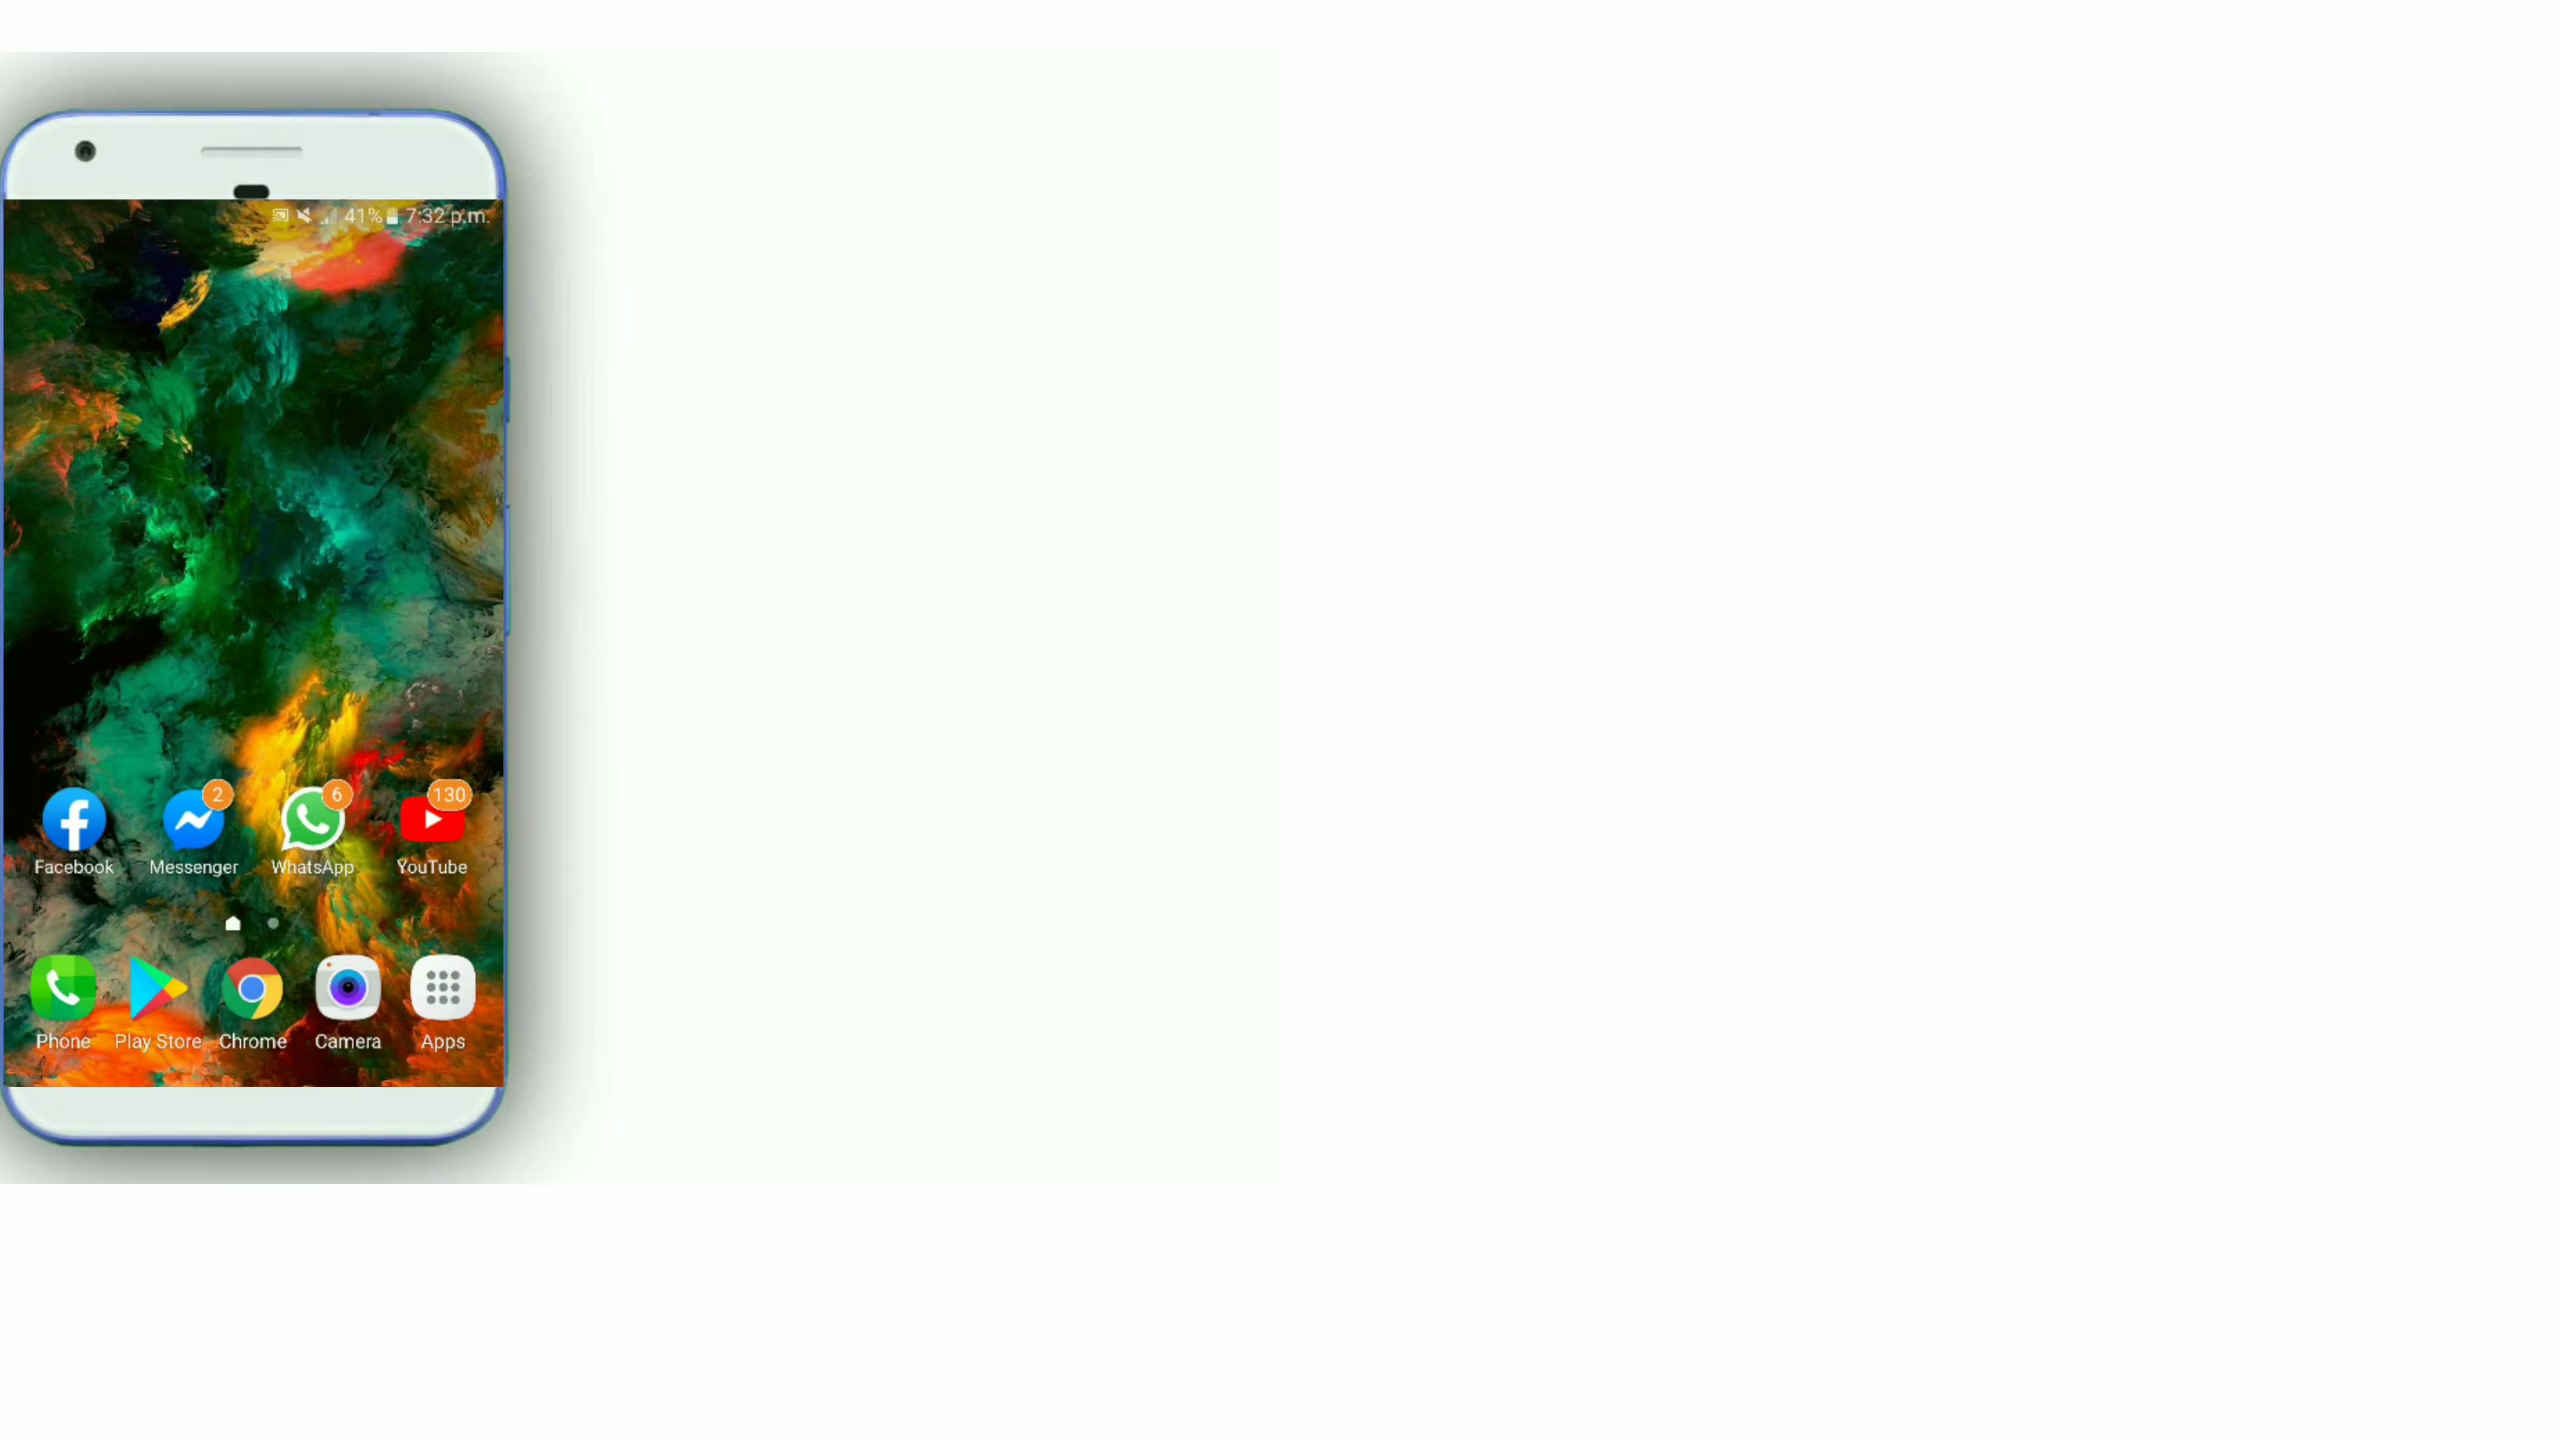 41% 7:32 p.m.
2 6 130
Facebook Messenger WhatsApp YouTube
Phone Play Store Chrome Camera Apps